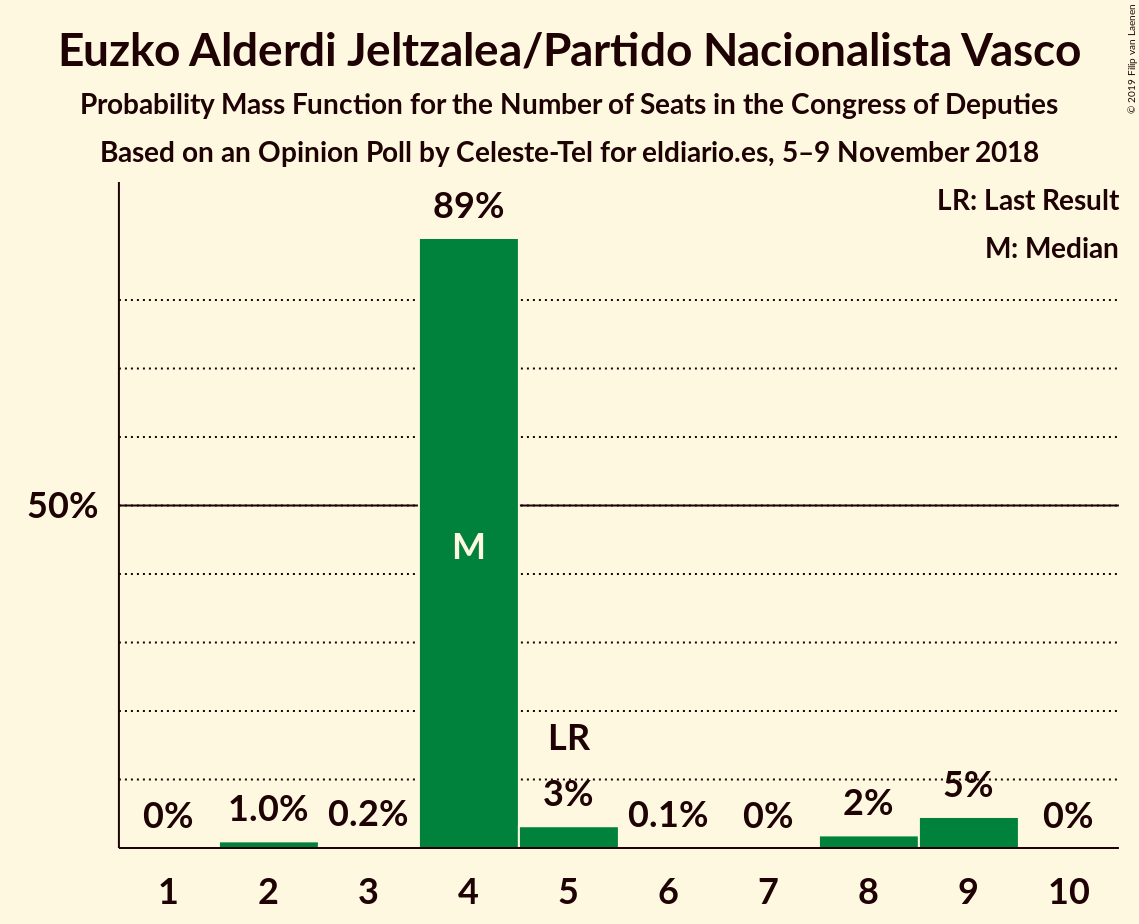 Euzko Alderdi Jeltzalea/Partido Nacionalista Vasco
Probability Mass Function for the Number of Seats in the Congress of Deputies
Based on an Opinion Poll by Celeste-Tel for eldiario.es, 5–9 November 2018
© 2019 Filip van Laenen
LR: Last Result
M: Median
89%
50%
M
LR
0% 1.0% 0.2% 3% 0.1% 0% 2% 5% 0%
1 2 3 4 5 6 7 8 9 10